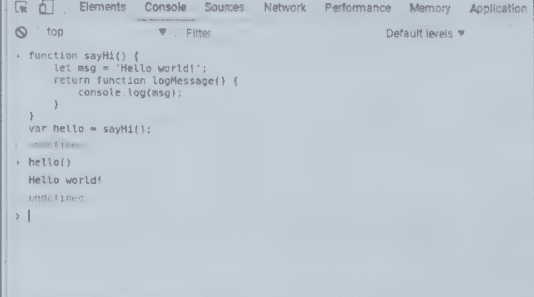 Elements Console Sources Network Performance Memory Application
top ▼ Filter Default levels ▼
› function sayHi() {
let msg = 'Hello world!';
return function logMessage() {
console.log(msg);
}
}
var hello = sayHi();
undefined
› hello()
Hello world!
undefined
›